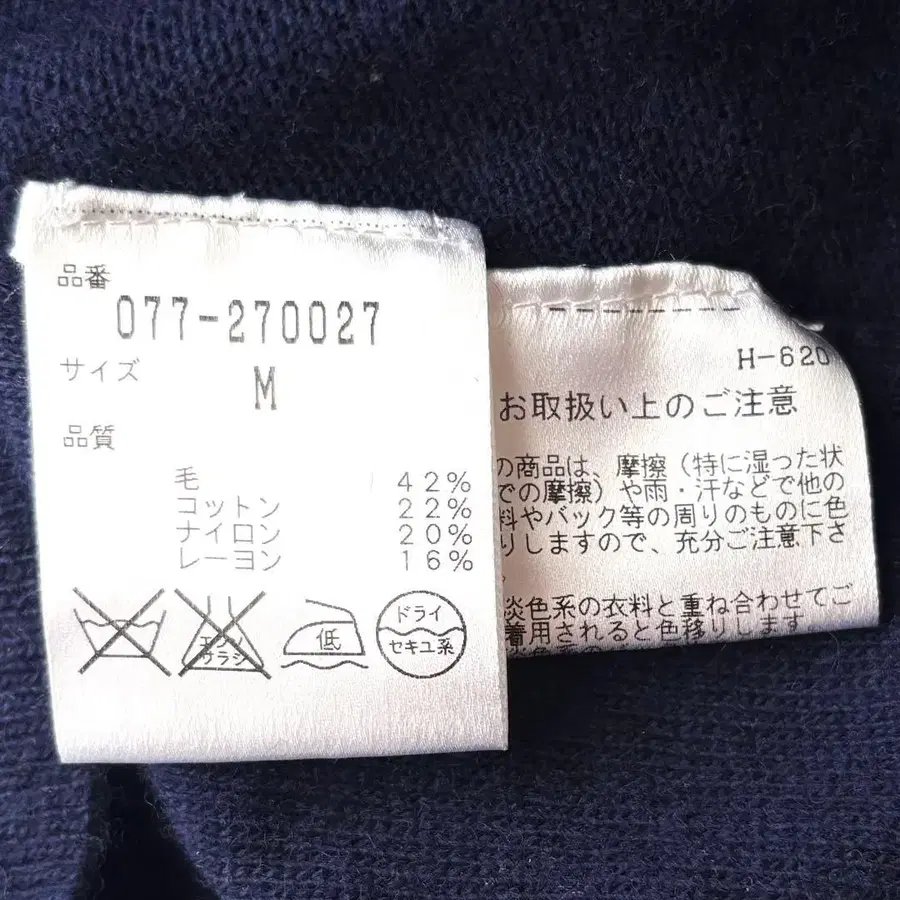 品番
077-270027
サイズ
M
品質
毛 42%
コットン 22%
ナイロン 20%
レーヨン 16%
エンソ
サラシ
低
ドライ
セキユ系
H-620
お取扱い上のご注意
の商品は、摩擦（特に湿った状
での摩擦）や雨・汗などで他の
料やバック等の周りのものに色
りしますので、充分ご注意下さ
淡色系の衣料と重ね合わせてご
着用されると色移りします